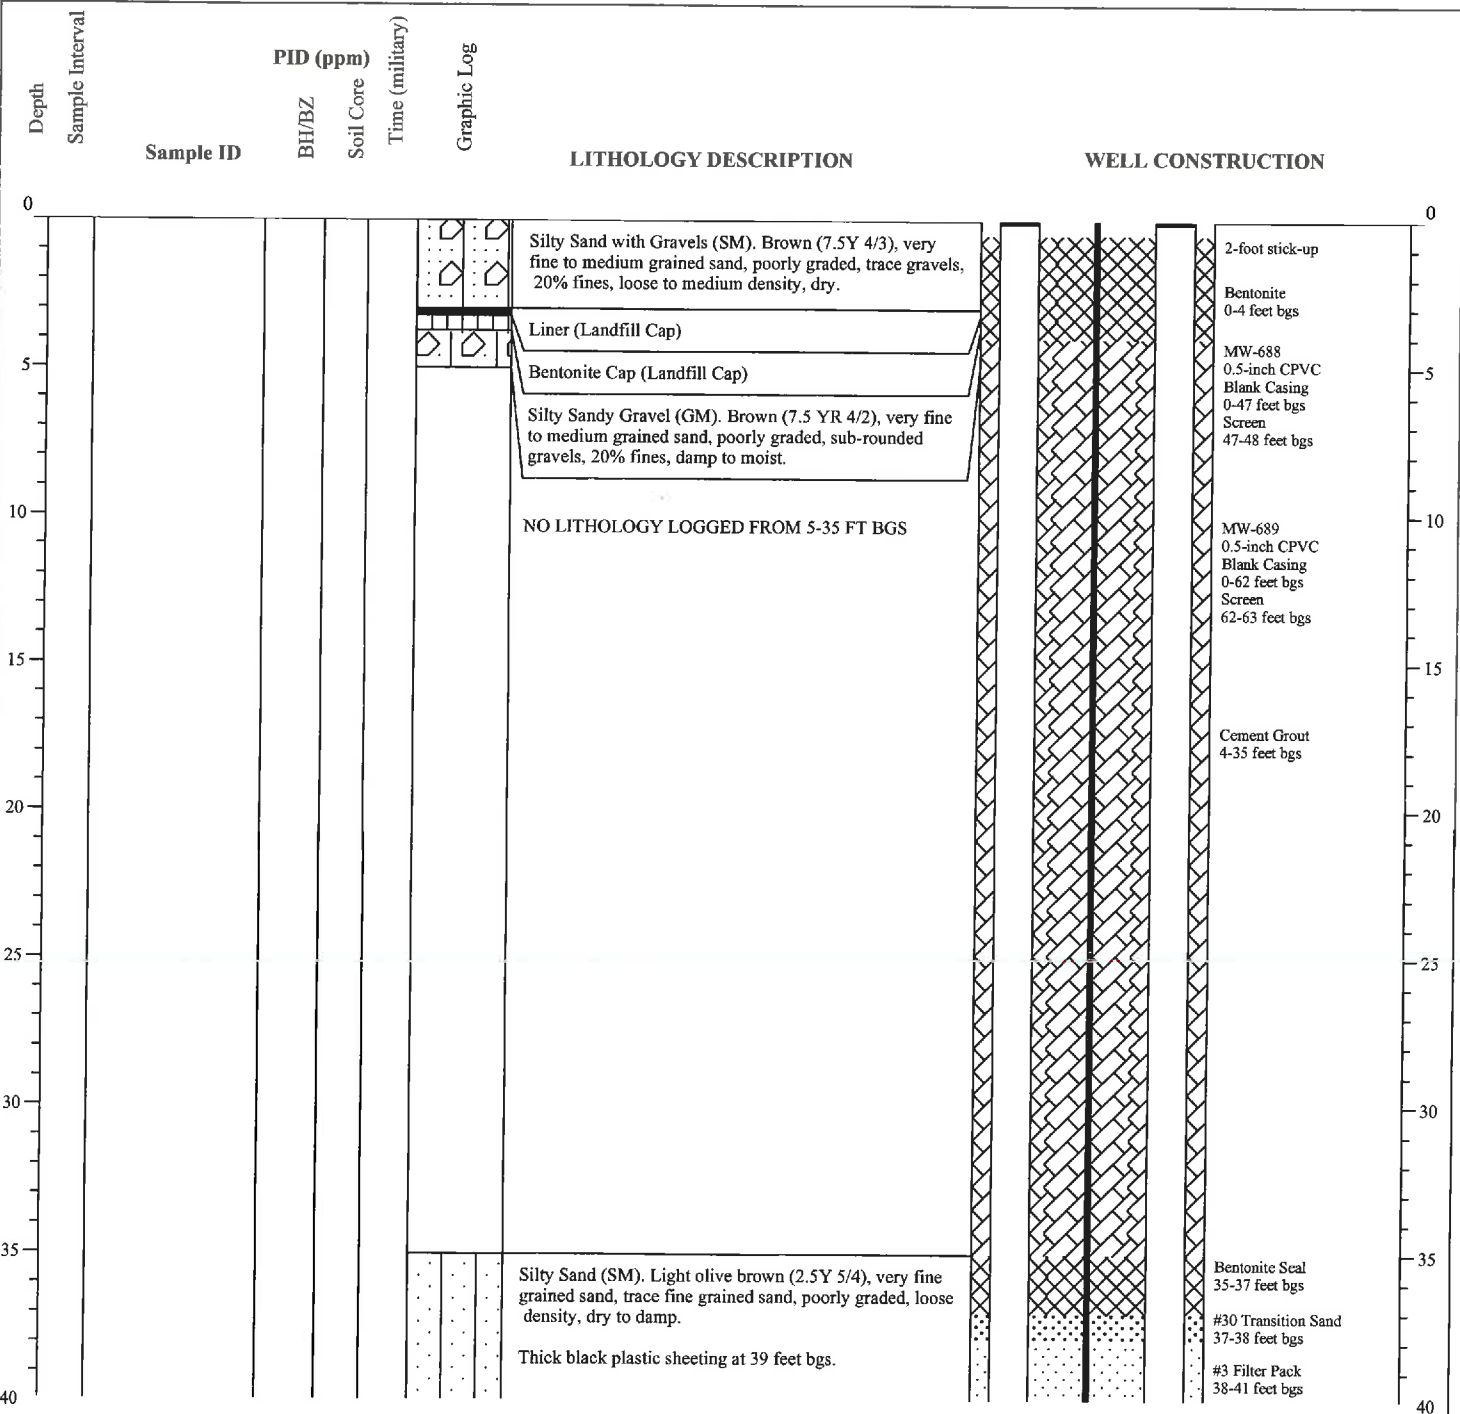 Depth
Sample Interval
Sample ID
PID (ppm)
BH/BZ
Soil Core
Time (military)
Graphic Log
LITHOLOGY DESCRIPTION
WELL CONSTRUCTION
0
5
10
15
20
25
30
35
40
Silty Sand with Gravels (SM). Brown (7.5Y 4/3), very
fine to medium grained sand, poorly graded, trace gravels,
20% fines, loose to medium density, dry.
Liner (Landfill Cap)
Bentonite Cap (Landfill Cap)
Silty Sandy Gravel (GM). Brown (7.5 YR 4/2), very fine
to medium grained sand, poorly graded, sub-rounded
gravels, 20% fines, damp to moist.
NO LITHOLOGY LOGGED FROM 5-35 FT BGS
Silty Sand (SM). Light olive brown (2.5Y 5/4), very fine
grained sand, trace fine grained sand, poorly graded, loose
density, dry to damp.
Thick black plastic sheeting at 39 feet bgs.
2-foot stick-up
Bentonite
0-4 feet bgs
MW-688
0.5-inch CPVC
Blank Casing
0-47 feet bgs
Screen
47-48 feet bgs
MW-689
0.5-inch CPVC
Blank Casing
0-62 feet bgs
Screen
62-63 feet bgs
Cement Grout
4-35 feet bgs
Bentonite Seal
35-37 feet bgs
#30 Transition Sand
37-38 feet bgs
#3 Filter Pack
38-41 feet bgs
0
5
10
15
20
25
30
35
40